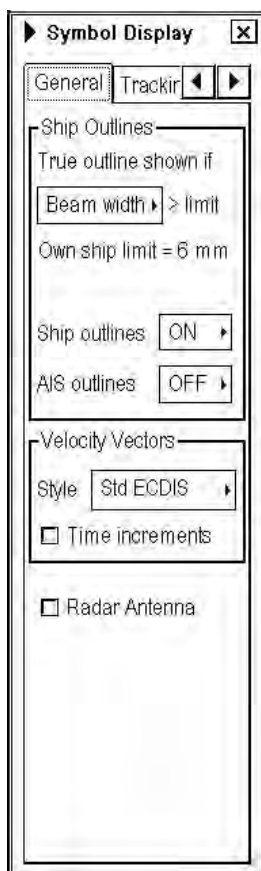 Symbol Display
General Trackir
Ship Outlines
True outline shown if
Beam width > limit
Own ship limit = 6 mm
Ship outlines ON
AIS outlines OFF
Velocity Vectors
Style Std ECDIS
Time increments
Radar Antenna